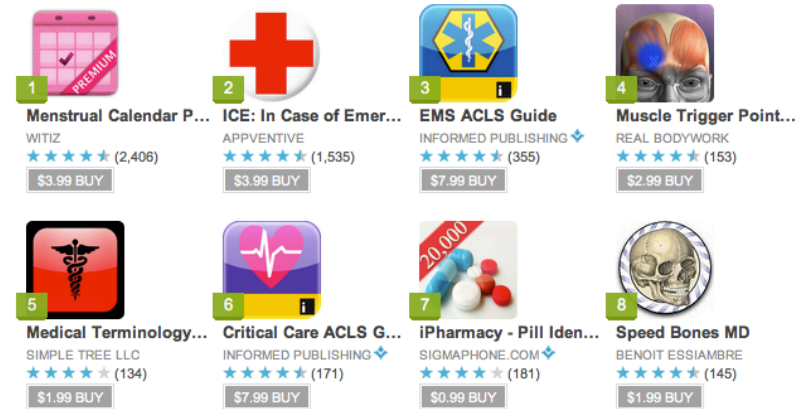 PREMIUM
1
Menstrual Calendar P...
WITIZ
(2,406)
$3.99 BUY
2
ICE: In Case of Emer...
APPVENTIVE
(1,535)
$3.99 BUY
3
i
EMS ACLS Guide
INFORMED PUBLISHING
(355)
$7.99 BUY
4
Muscle Trigger Point...
REAL BODYWORK
(153)
$2.99 BUY
5
Medical Terminology...
SIMPLE TREE LLC
(134)
$1.99 BUY
6
i
Critical Care ACLS G...
INFORMED PUBLISHING
(171)
$7.99 BUY
20,000
7
iPharmacy - Pill Iden...
SIGMAPHONE.COM
(181)
$0.99 BUY
8
Speed Bones MD
BENOIT ESSIAMBRE
(145)
$1.99 BUY